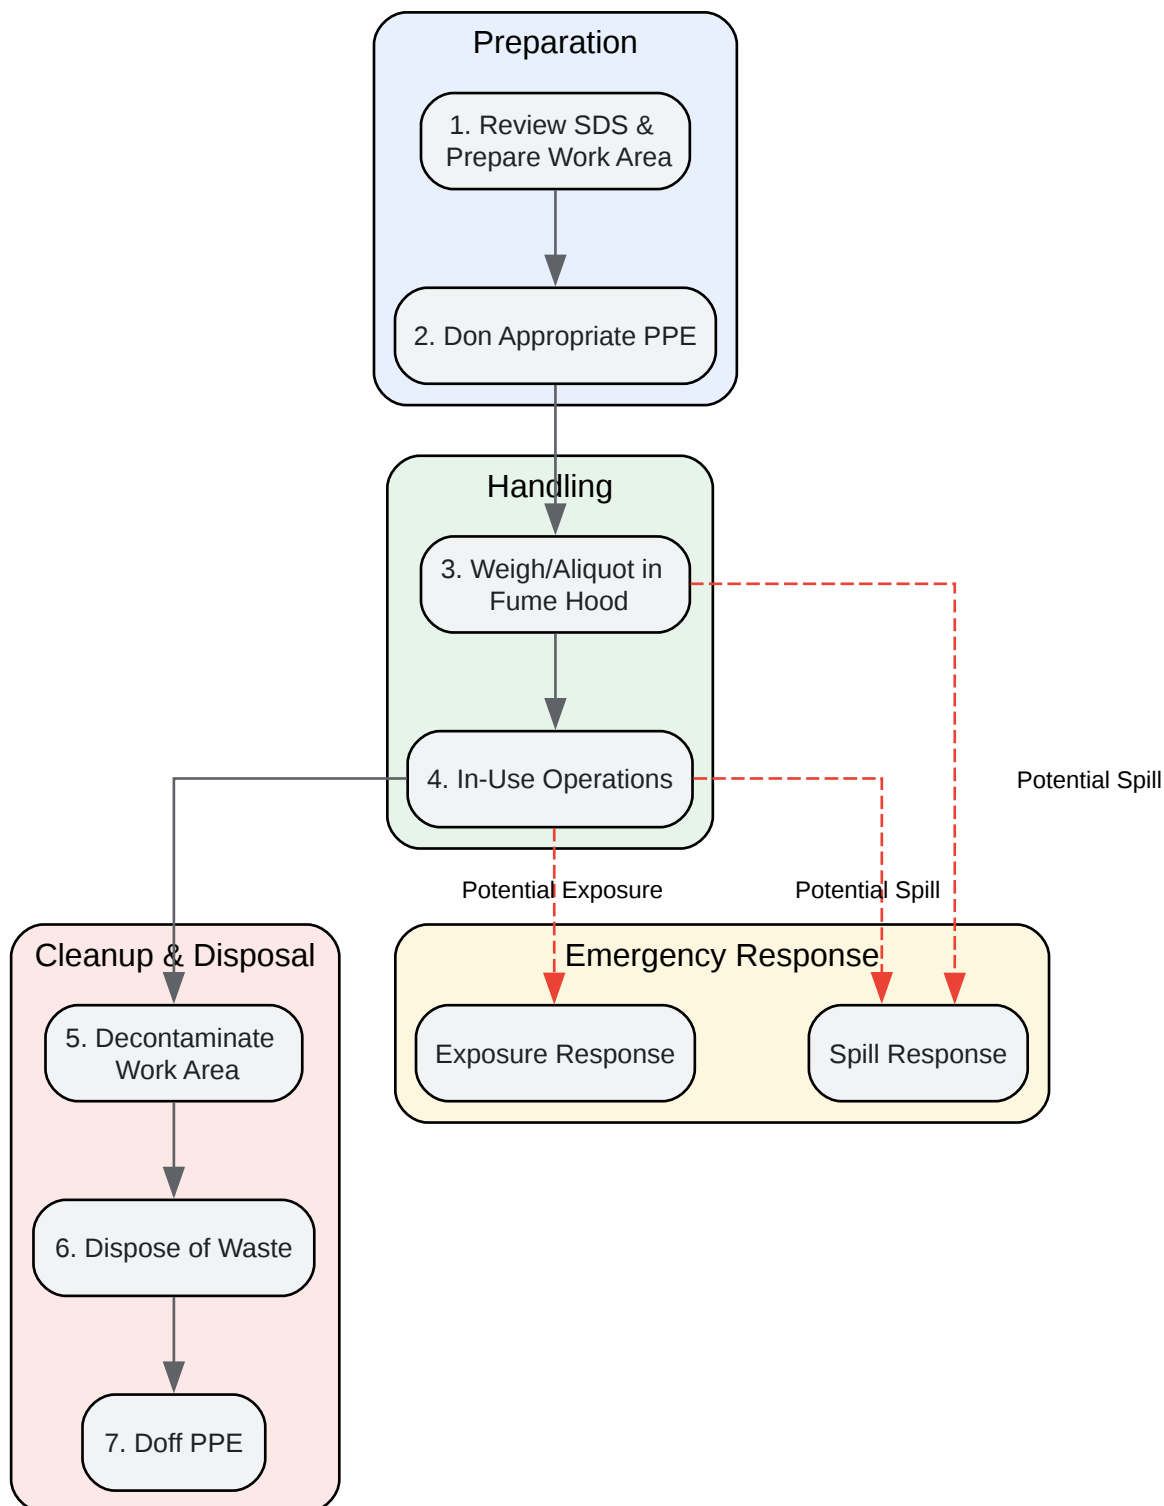 Preparation
1. Review SDS &
Prepare Work Area
2. Don Appropriate PPE
Handling
3. Weigh/Aliquot in
Fume Hood
4. In-Use Operations
Potential Spill
Potential Exposure
Potential Spill
Cleanup & Disposal
Emergency Response
5. Decontaminate
Work Area
Exposure Response
Spill Response
6. Dispose of Waste
7. Doff PPE